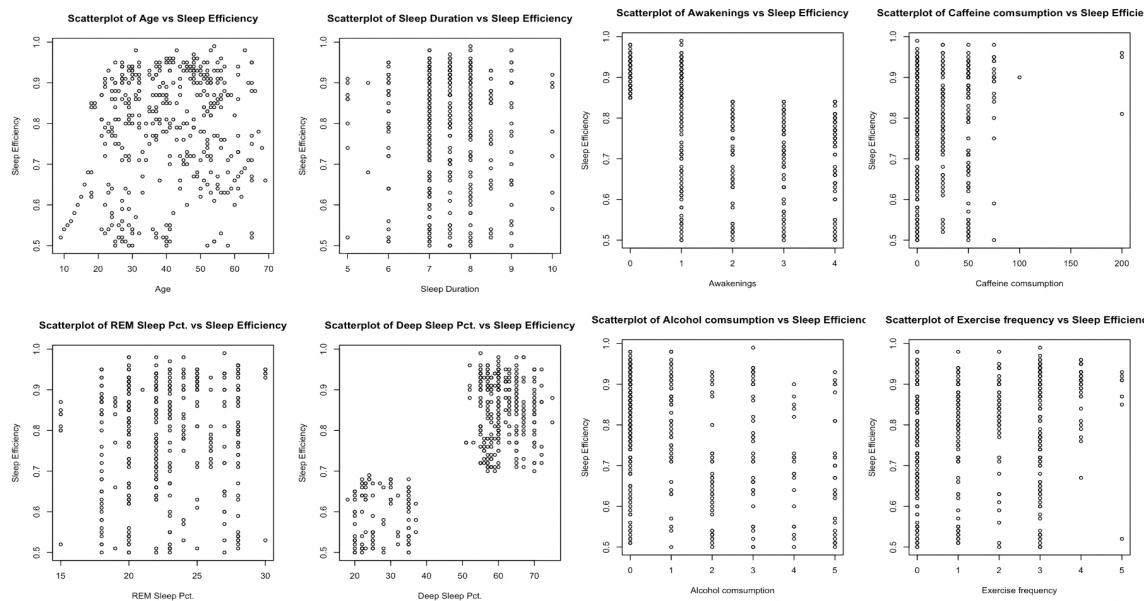 Scatterplot of Age vs Sleep Efficiency
Sleep Efficiency
1.0
0.9
0.8
0.7
0.6
0.5
10 20 30 40 50 60 70
Age
Scatterplot of Sleep Duration vs Sleep Efficiency
Sleep Efficiency
1.0
0.9
0.8
0.7
0.6
0.5
5 6 7 8 9 10
Sleep Duration
Scatterplot of Awakenings vs Sleep Efficiency
Sleep Efficiency
1.0
0.9
0.8
0.7
0.6
0.5
0 1 2 3 4
Awakenings
Scatterplot of Caffeine comsumption vs Sleep Efficie
Sleep Efficiency
1.0
0.9
0.8
0.7
0.6
0.5
0 50 100 150 200
Caffeine comsumption
Scatterplot of REM Sleep Pct. vs Sleep Efficiency
Sleep Efficiency
1.0
0.9
0.8
0.7
0.6
0.5
15 20 25 30
REM Sleep Pct.
Scatterplot of Deep Sleep Pct. vs Sleep Efficiency
Sleep Efficiency
1.0
0.9
0.8
0.7
0.6
0.5
20 30 40 50 60 70
Deep Sleep Pct.
Scatterplot of Alcohol comsumption vs Sleep Efficienc
Sleep Efficiency
1.0
0.9
0.8
0.7
0.6
0.5
0 1 2 3 4 5
Alcohol comsumption
Scatterplot of Exercise frequency vs Sleep Efficienc
Sleep Efficiency
1.0
0.9
0.8
0.7
0.6
0.5
0 1 2 3 4 5
Exercise frequency